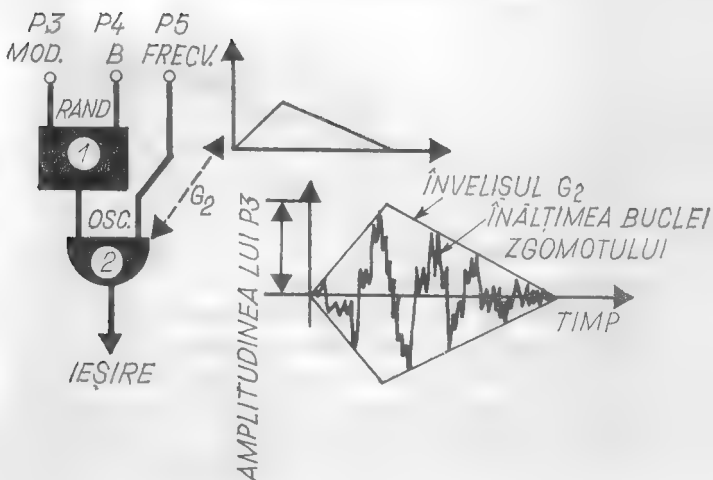 P3 P4 P5
MOD. B FRECV.
RAND
1
G2
OSC.
2
IEȘIRE
ÎNVELIȘUL G2
ÎNĂLȚIMEA BUCLEI
ZGOMOTULUI
AMPLITUDINEA LUI P3
TIMP